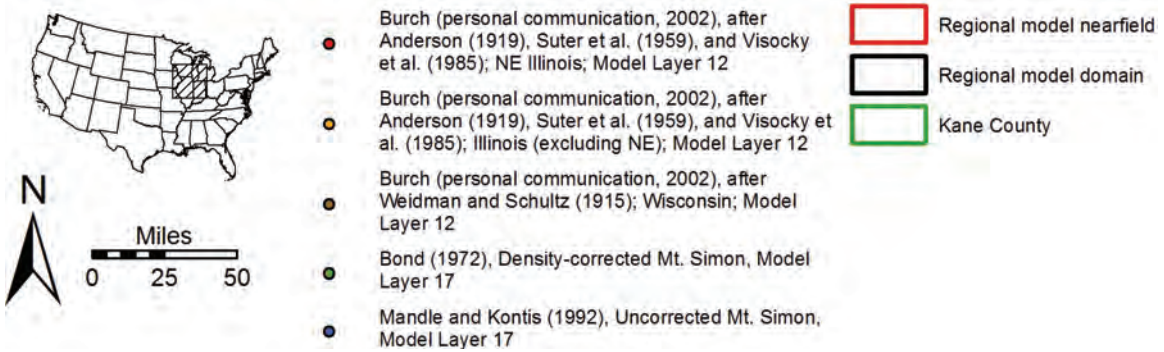 N
Miles
0 25 50
Burch (personal communication, 2002), after
Anderson (1919), Suter et al. (1959), and Visocky
et al. (1985); NE Illinois; Model Layer 12
Burch (personal communication, 2002), after
Anderson (1919), Suter et al. (1959), and Visocky et
al. (1985); Illinois (excluding NE); Model Layer 12
Burch (personal communication, 2002), after
Weidman and Schultz (1915); Wisconsin; Model
Layer 12
Bond (1972), Density-corrected Mt. Simon, Model
Layer 17
Mandle and Kontis (1992), Uncorrected Mt. Simon,
Model Layer 17
Regional model nearfield
Regional model domain
Kane County